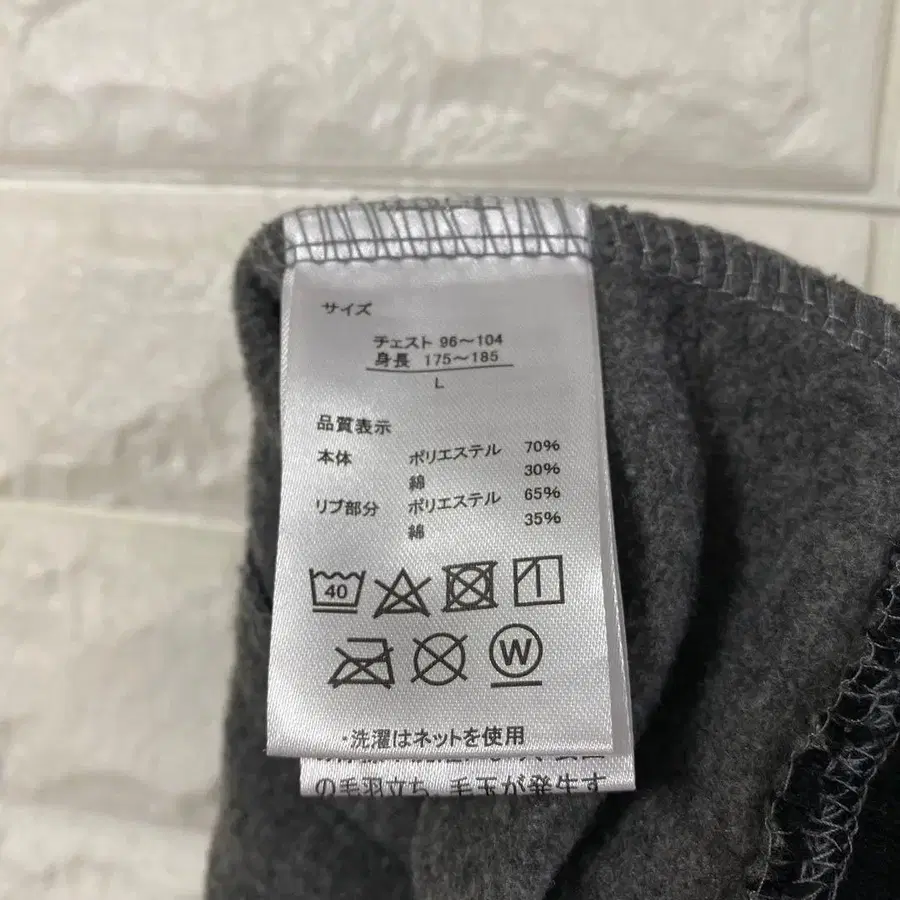 サイズ
チェスト 96～104
身長 175～185
L
品質表示
本体 ポリエステル 70%
綿 30%
リブ部分 ポリエステル 65%
綿 35%
40
W
・洗濯はネットを使用
の毛羽立ち、毛玉が発生す